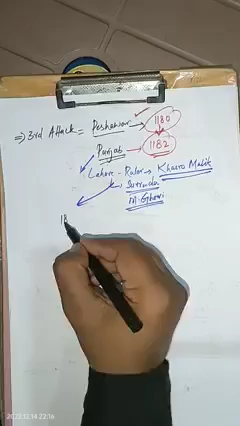 ⇒ 3rd Attack = Peshawar → 1180
Punjab → 1182
Lahore - Ruler → Khusro Malik
Surrender
M. Ghori
18
2023.12.14 22:16